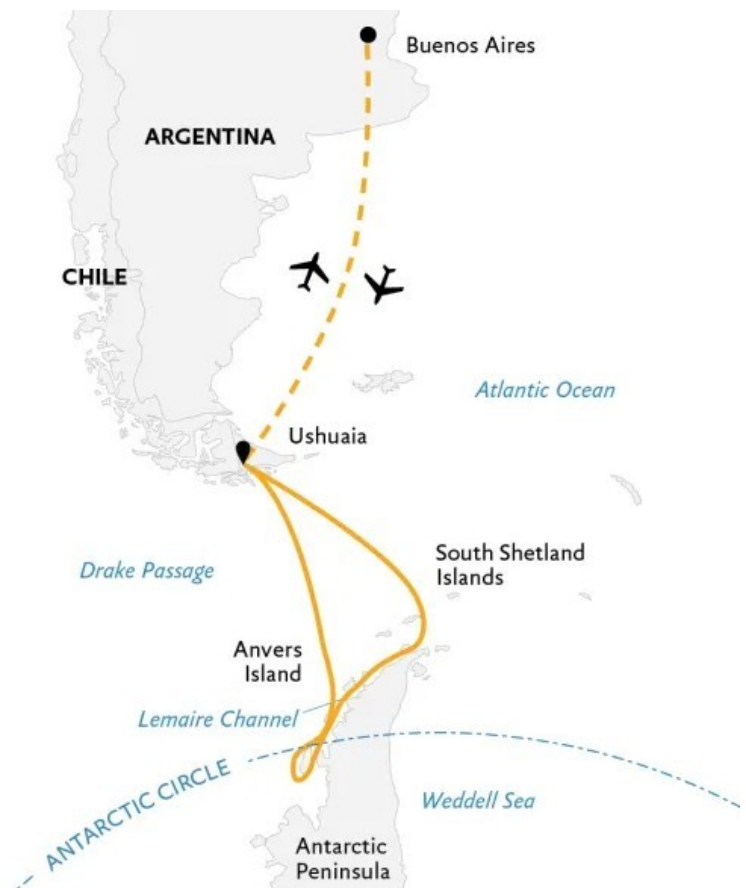 Buenos Aires
ARGENTINA
CHILE
Atlantic Ocean
Ushuaia
South Shetland
Islands
Drake Passage
Anvers
Island
Lemaire Channel
ANTARCTIC CIRCLE
Weddell Sea
Antarctic
Peninsula